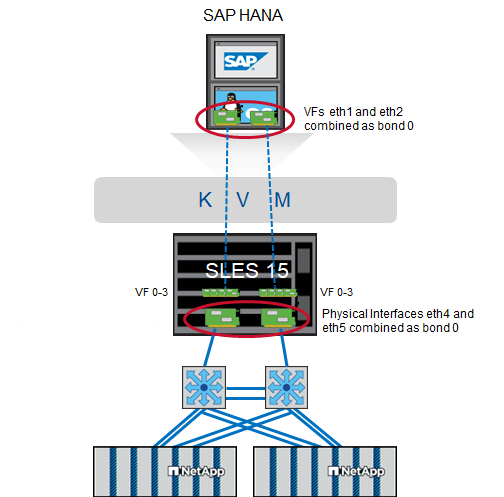 SAP HANA
SAP
VFs eth1 and eth2
combined as bond 0
K V M
SLES 15
VF 0-3
VF 0-3
Physical Interfaces eth4 and
eth5 combined as bond 0
NetApp
NetApp